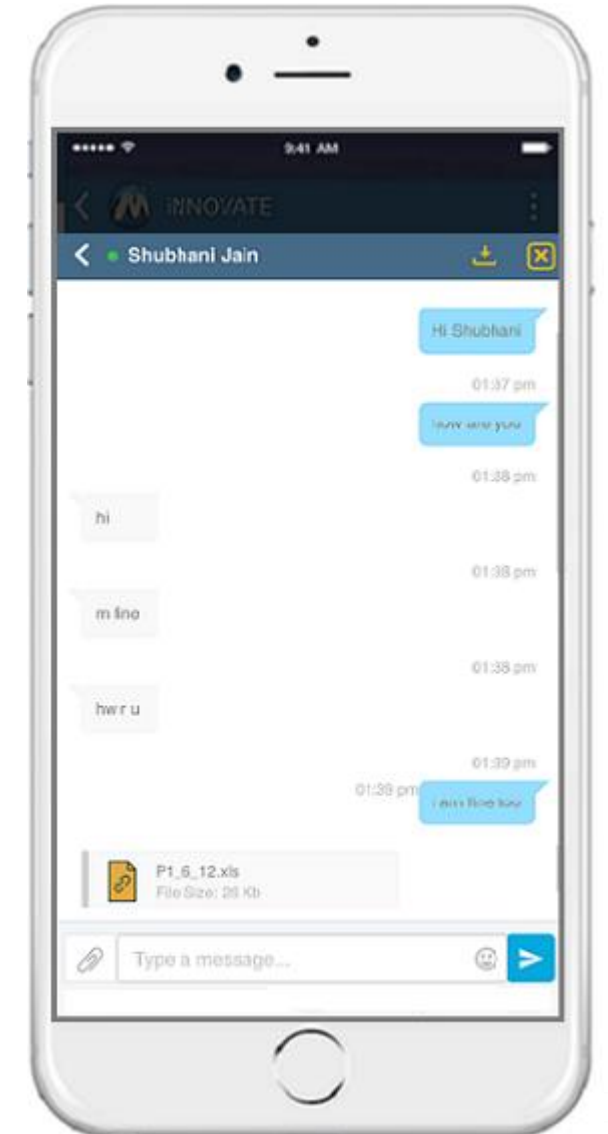 9:41 AM
iNNOVATE
Shubhani Jain
Hi Shubhani
01:37 pm
how are you
01:38 pm
hi
01:38 pm
m fine
01:38 pm
hw r u
01:39 pm
01:39 pm
i am fine too
P1_6_12.xls
File Size: 26 Kb
Type a message...